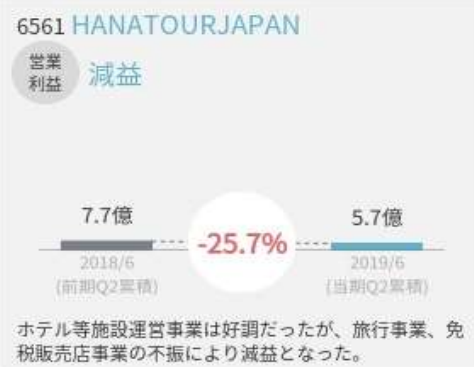 6561 HANATOURJAPAN
営業
利益
減益
7.7億
5.7億
-25.7%
2018/6
(前期Q2累積)
2019/6
(当期Q2累積)
ホテル等施設運営事業は好調だったが、旅行事業、免
税販売店事業の不振により減益となった。